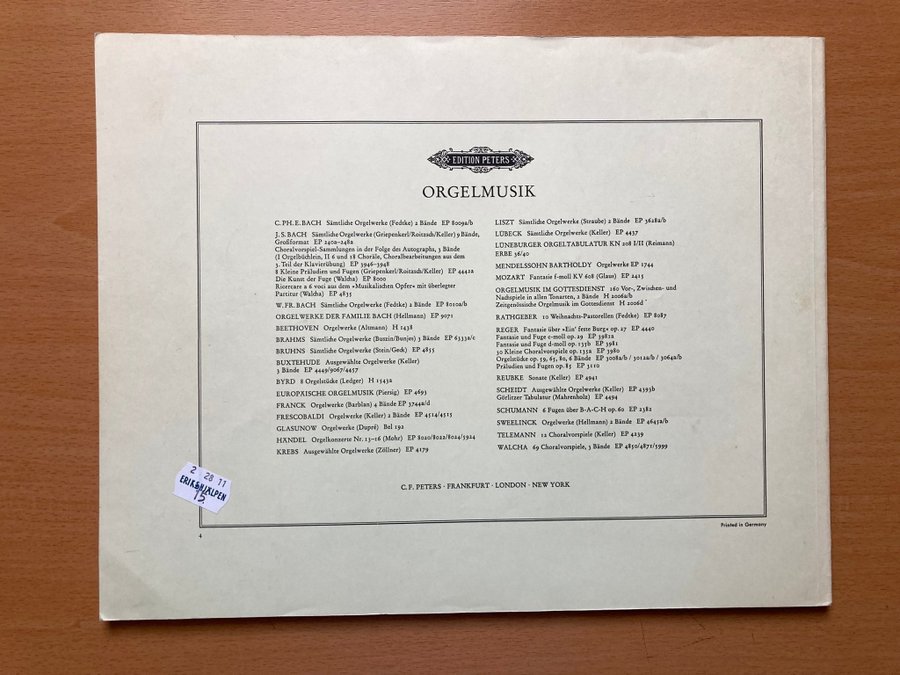 EDITION PETERS
ORGELMUSIK
C. PH. E. BACH Sämtliche Orgelwerke (Fedtke) 2 Bände EP 8009a/b
J. S. BACH Sämtliche Orgelwerke (Griepenkerl/Roitzsch/Keller) 9 Bände,
Großformat EP 240a–248a
Choralvorspiel-Sammlungen in der Folge des Autographs, 3 Bände
(I Orgelbüchlein, II 6 und 18 Choräle, Choralbearbeitungen aus dem
3. Teil der Klavierübung) EP 3946–3948
8 Kleine Präludien und Fugen (Griepenkerl/Roitzsch/Keller) EP 4442a
Die Kunst der Fuge (Walcha) EP 8000
Ricercare a 6 voci aus dem »Musikalischen Opfer« mit überlegter
Partitur (Walcha) EP 4835
W. FR. BACH Sämtliche Orgelwerke (Fedtke) 2 Bände EP 8010a/b
ORGELWERKE DER FAMILIE BACH (Hellmann) EP 9071
BEETHOVEN Orgelwerke (Altmann) H 1438
BRAHMS Sämtliche Orgelwerke (Buszin/Bunjes) 3 Bände EP 6333a/c
BRUHNS Sämtliche Orgelwerke (Stein/Geck) EP 4855
BUXTEHUDE Ausgewählte Orgelwerke (Keller)
3 Bände EP 4449/9067/4457
BYRD 8 Orgelstücke (Ledger) H 1543a
EUROPÄISCHE ORGELMUSIK (Piersig) EP 4693
FRANCK Orgelwerke (Barblan) 4 Bände EP 3744a/d
FRESCOBALDI Orgelwerke (Keller) 2 Bände EP 4514/4515
GLASUNOW Orgelwerke (Dupré) Bel 192
HÄNDEL Orgelkonzerte Nr. 13–16 (Mohr) EP 8020/8022/8024/5924
KREBS Ausgewählte Orgelwerke (Zöllner) EP 4179
LISZT Sämtliche Orgelwerke (Straube) 2 Bände EP 3628a/b
LÜBECK Sämtliche Orgelwerke (Keller) EP 4437
LÜNEBURGER ORGELTABULATUR KN 208 I/II (Reimann)
ERBE 36/40
MENDELSSOHN BARTHOLDY Orgelwerke EP 1744
MOZART Fantasie f-moll KV 608 (Glaus) EP 2415
ORGELMUSIK IM GOTTESDIENST 160 Vor-, Zwischen- und
Nachspiele in allen Tonarten, 2 Bände H 2006a/b
Zeitgenössische Orgelmusik im Gottesdienst H 2006d
RATHGEBER 10 Weihnachts-Pastorellen (Fedtke) EP 8087
REGER Fantasie über »Ein' feste Burg« op. 27 EP 4440
Fantasie und Fuge c-moll op. 29 EP 3982a
Fantasie und Fuge d-moll op. 135b EP 3981
30 Kleine Choralvorspiele op. 135a EP 3980
Orgelstücke op. 59, 65, 80, 6 Bände EP 3008a/b / 3012a/b / 3064a/b
Präludien und Fugen op. 85 EP 3110
REUBKE Sonate (Keller) EP 4941
SCHEIDT Ausgewählte Orgelwerke (Keller) EP 4393b
Görlitzer Tabulatur (Mahrenholz) EP 4494
SCHUMANN 6 Fugen über B-A-C-H op. 60 EP 2382
SWEELINCK Orgelwerke (Hellmann) 2 Bände EP 4645a/b
TELEMANN 12 Choralvorspiele (Keller) EP 4239
WALCHA 69 Choralvorspiele, 3 Bände EP 4850/4871/5999
C. F. PETERS · FRANKFURT · LONDON · NEW YORK
2 28 11
ERIKSHJÄLPEN
4
Printed in Germany